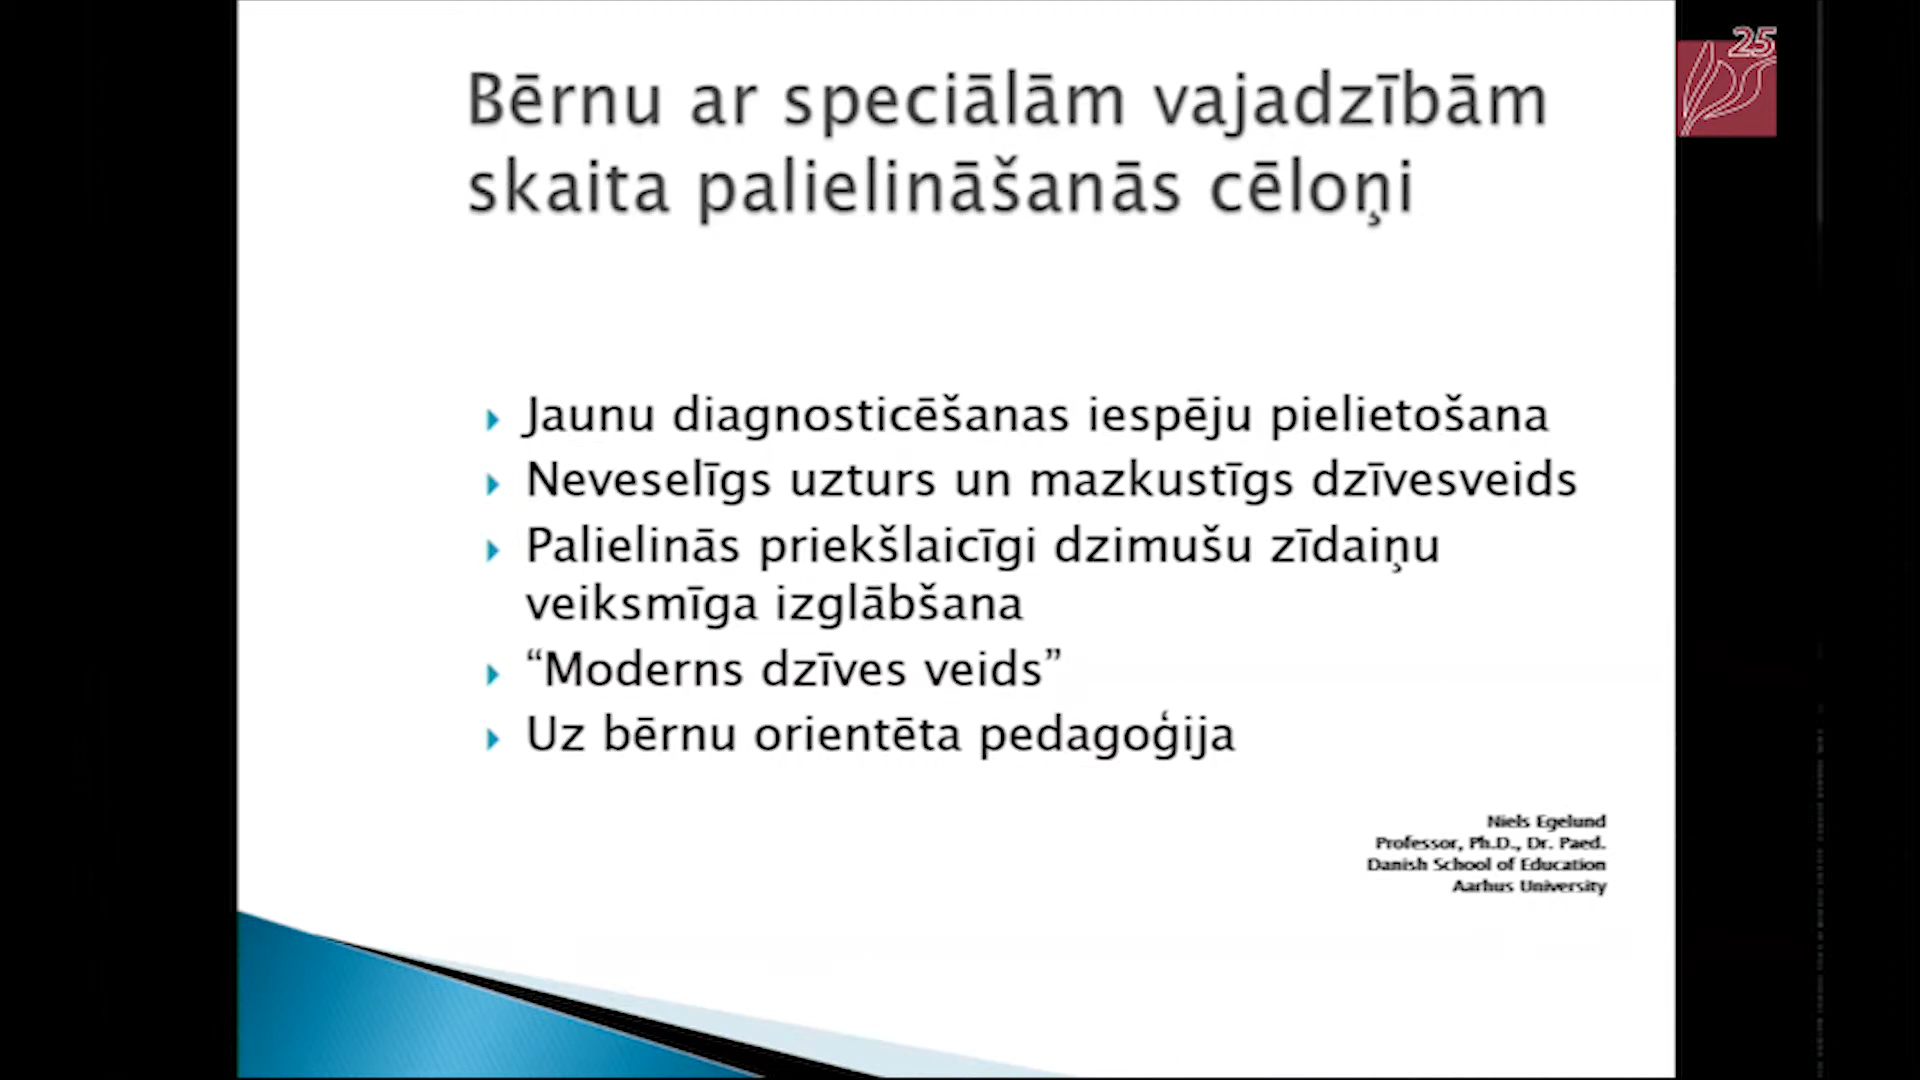 25
Bērnu ar speciālām vajadzībām
skaita palielināšanās cēloņi
Jaunu diagnosticēšanas iespēju pielietošana
Neveselīgs uzturs un mazkustīgs dzīvesveids
Palielinās priekšlaicīgi dzimušu zīdaiņu
veiksmīga izglābšana
“Moderns dzīves veids”
Uz bērnu orientēta pedagoģija
Niels Egelund
Professor, Ph.D., Dr. Paed.
Danish School of Education
Aarhus University